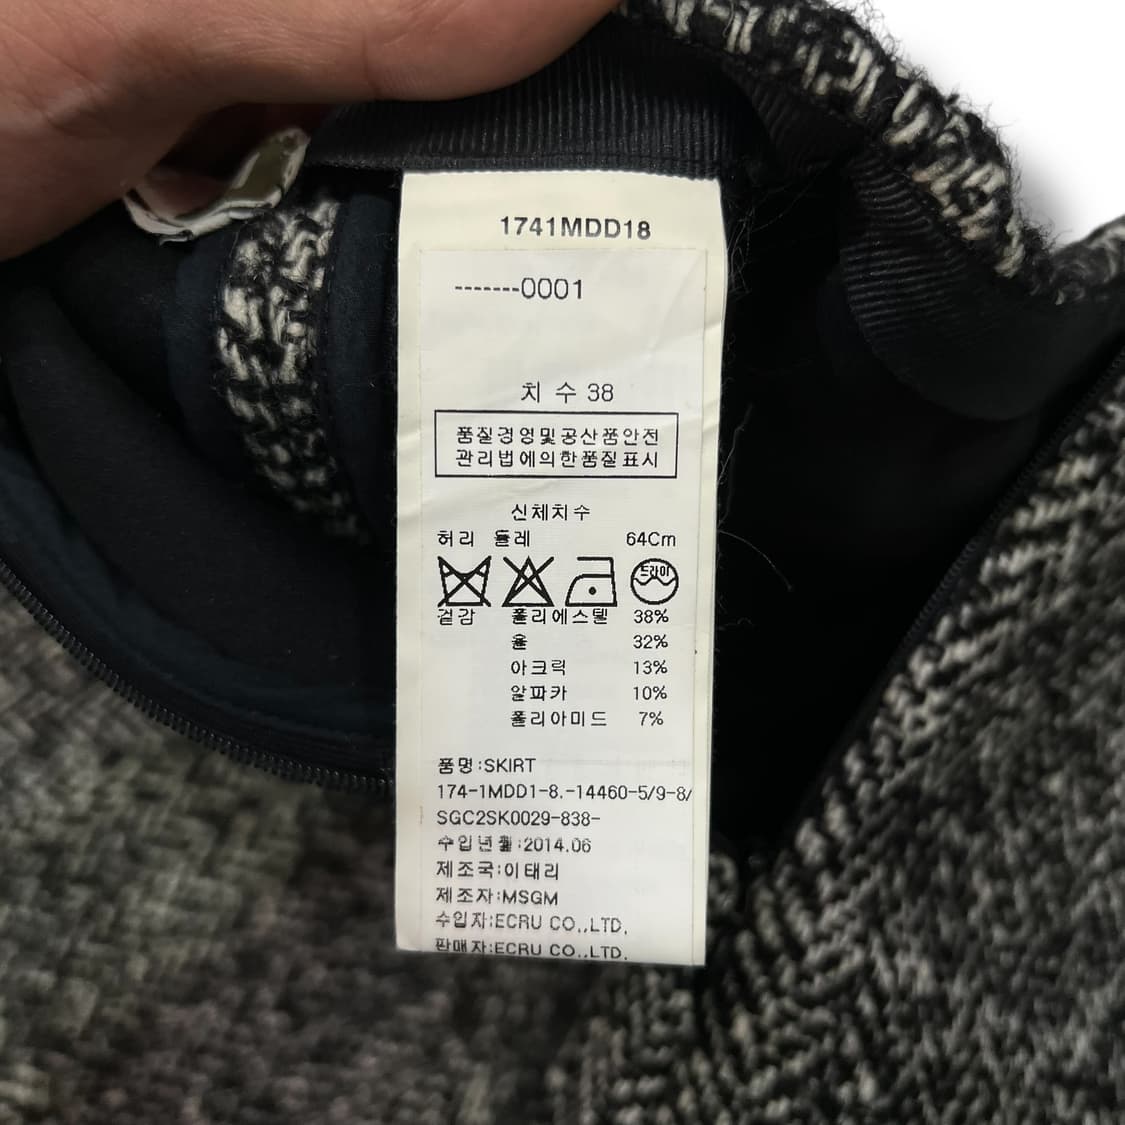 1741MDD18
-------0001
치 수 38
품질경영및공산품안전
관리법에의한품질표시
신체치수
허리 둘레 64Cm
드라이
겉감 폴리에스텔 38%
울 32%
아크릭 13%
알파카 10%
폴리아미드 7%
품명:SKIRT
174-1MDD1-8.-14460-5/9-8/
SGC2SK0029-838-
수입년월:2014.06
제조국:이태리
제조자:MSGM
수입자:ECRU CO.,LTD.
판매자:ECRU CO.,LTD.